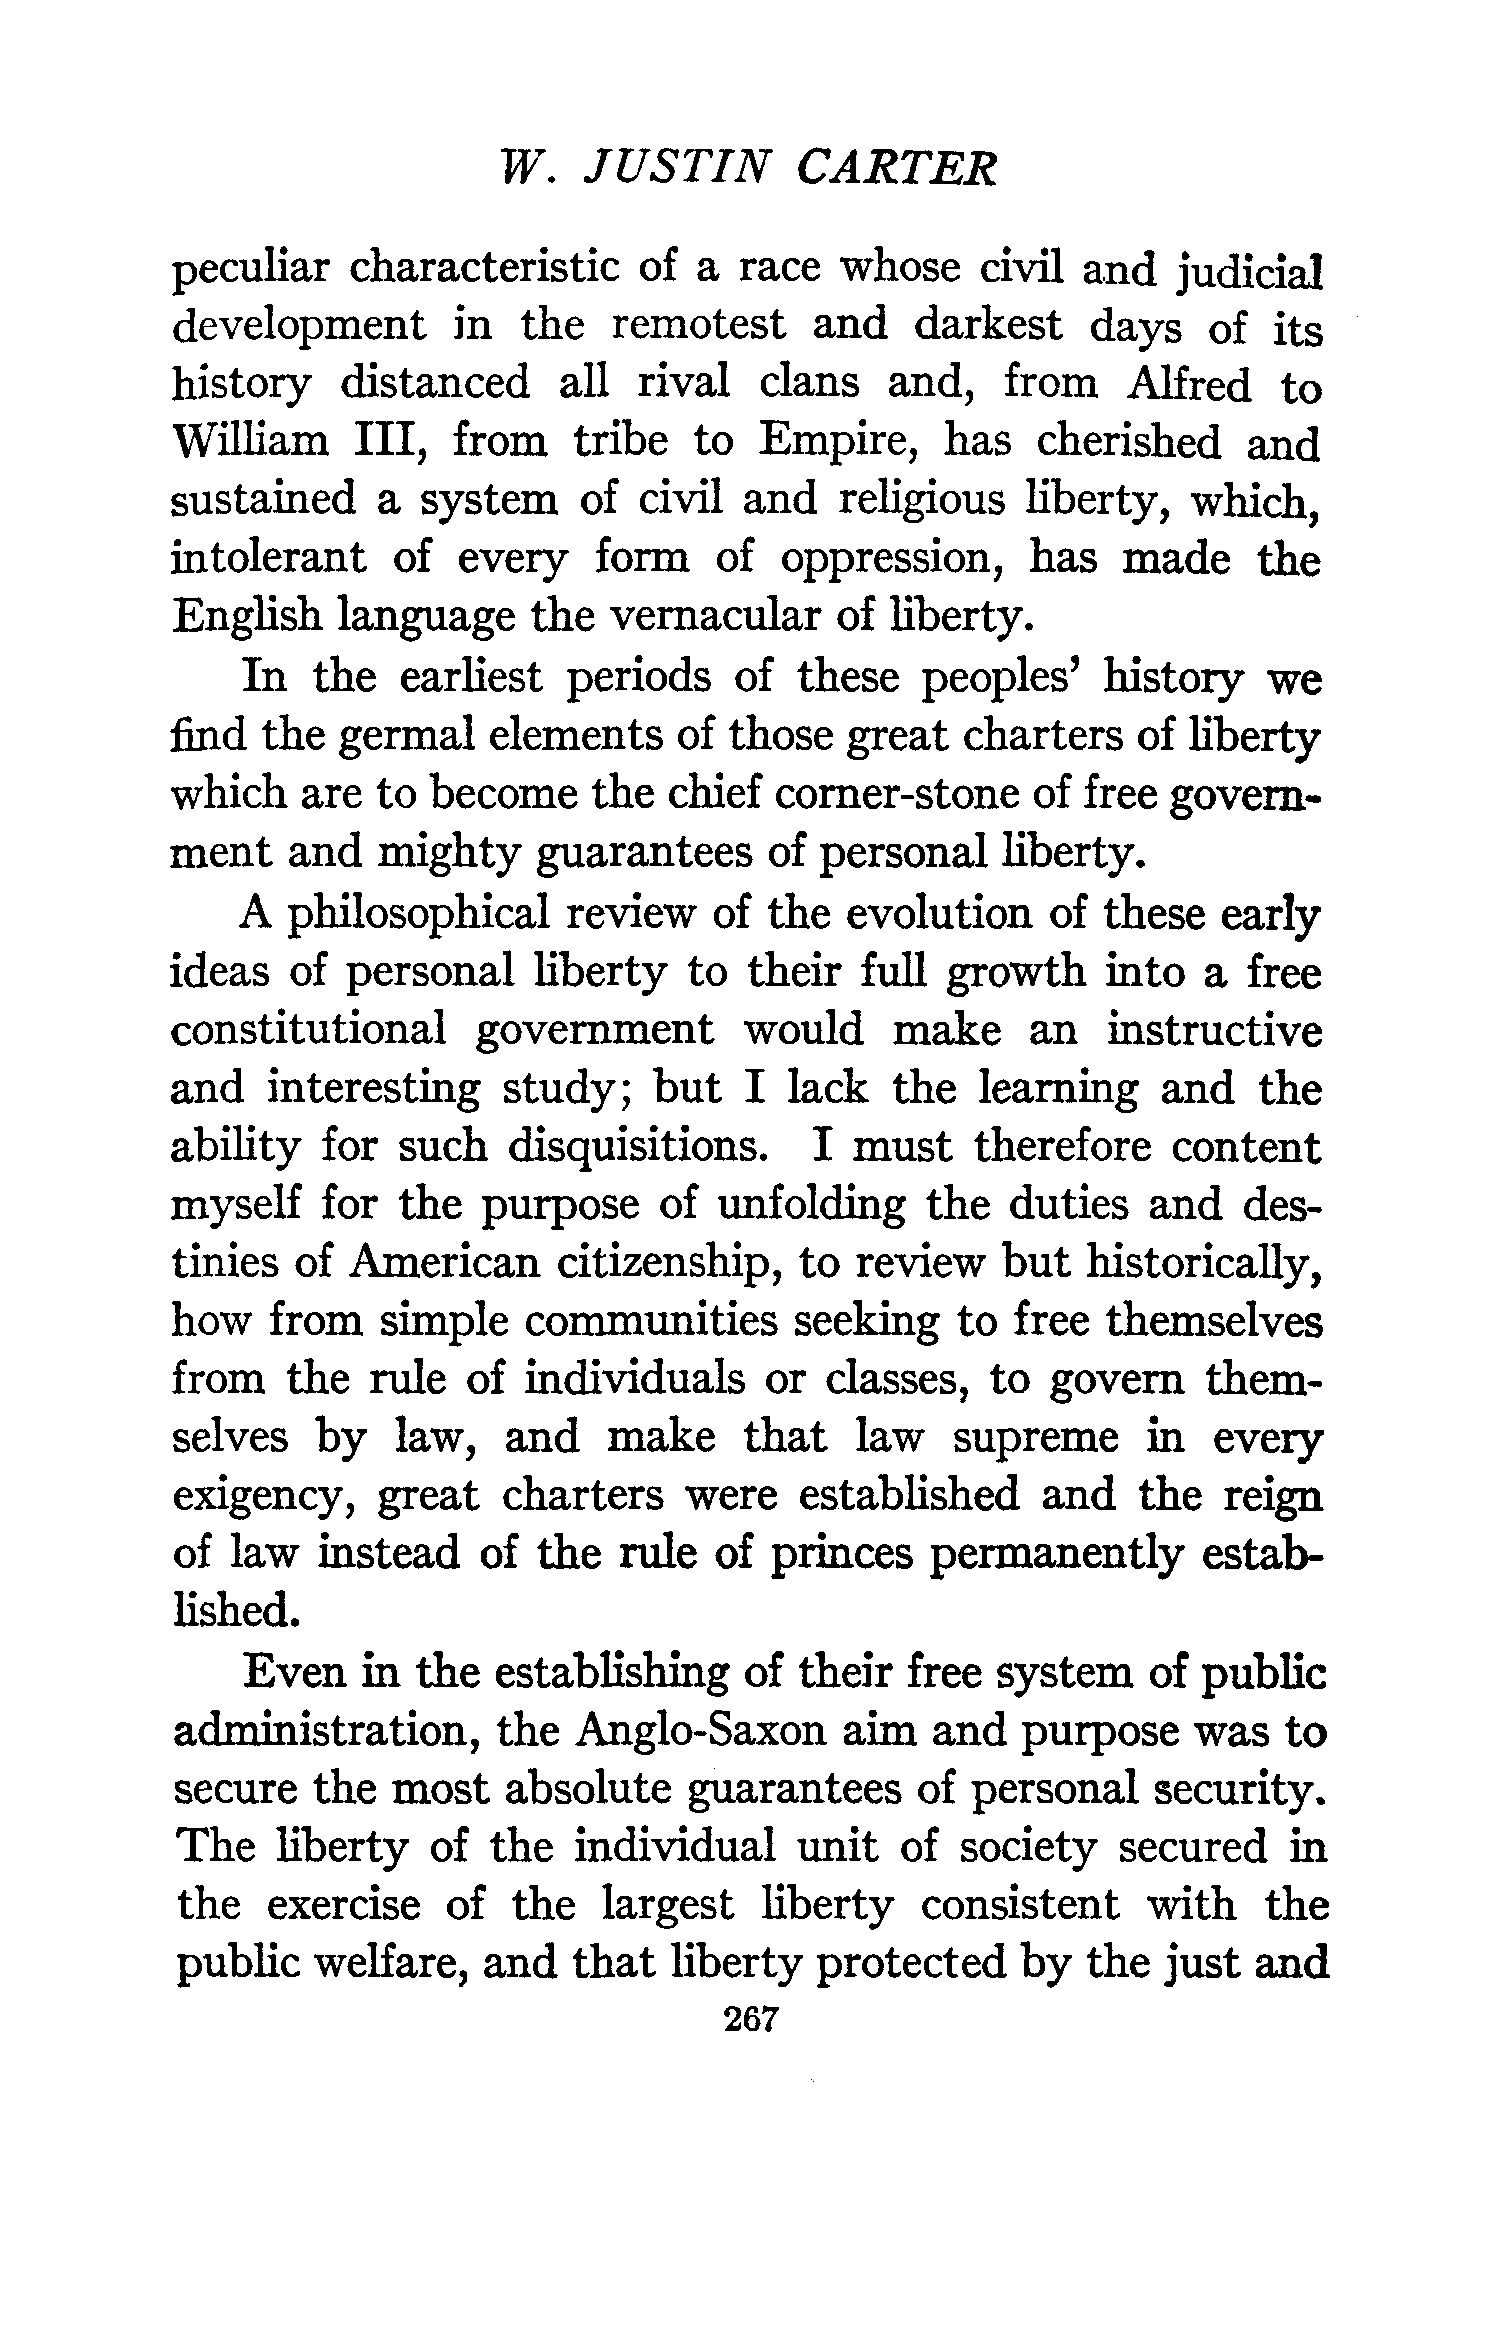 W. JUSTIN CARTER
peculiar characteristic of a race whose civil and judicial
development in the remotest and darkest days of its
history distanced all rival clans and, from Alfred to
William III, from tribe to Empire, has cherished and
sustained a system of civil and religious liberty, which,
intolerant of every form of oppression, has made the
English language the vernacular of liberty.
In the earliest periods of these peoples' history we
find the germal elements of those great charters of liberty
which are to become the chief corner-stone of free govern-
ment and mighty guarantees of personal liberty.
A philosophical review of the evolution of these early
ideas of personal liberty to their full growth into a free
constitutional government would make an instructive
and interesting study; but I lack the learning and the
ability for such disquisitions. I must therefore content
myself for the purpose of unfolding the duties and des-
tinies of American citizenship, to review but historically,
how from simple communities seeking to free themselves
from the rule of individuals or classes, to govern them-
selves by law, and make that law supreme in every
exigency, great charters were established and the reign
of law instead of the rule of princes permanently estab-
lished.
Even in the establishing of their free system of public
administration, the Anglo-Saxon aim and purpose was to
secure the most absolute guarantees of personal security.
The liberty of the individual unit of society secured in
the exercise of the largest liberty consistent with the
public welfare, and that liberty protected by the just and
267